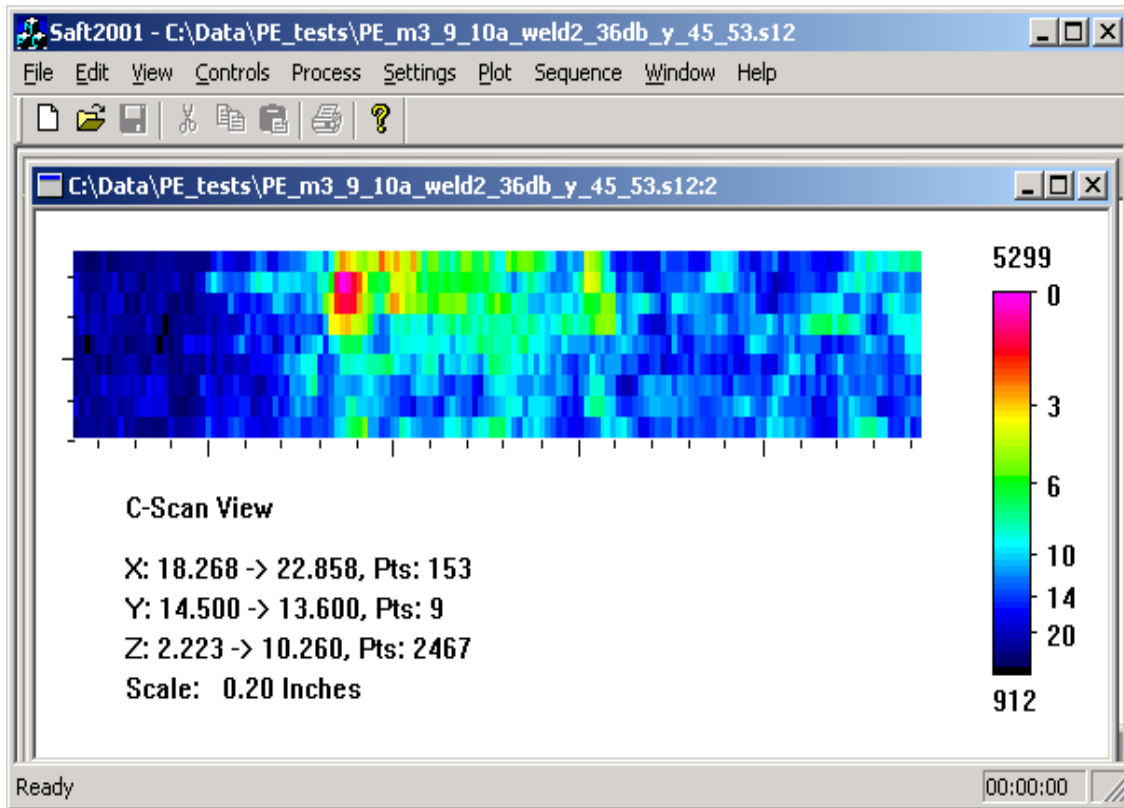 Saft2001 - C:\Data\PE_tests\PE_m3_9_10a_weld2_36db_y_45_53.s12
File Edit View Controls Process Settings Plot Sequence Window Help
C:\Data\PE_tests\PE_m3_9_10a_weld2_36db_y_45_53.s12:2
5299
0
3
6
10
14
20
912
C-Scan View
X: 18.268 -> 22.858, Pts: 153
Y: 14.500 -> 13.600, Pts: 9
Z: 2.223 -> 10.260, Pts: 2467
Scale: 0.20 Inches
Ready 00:00:00